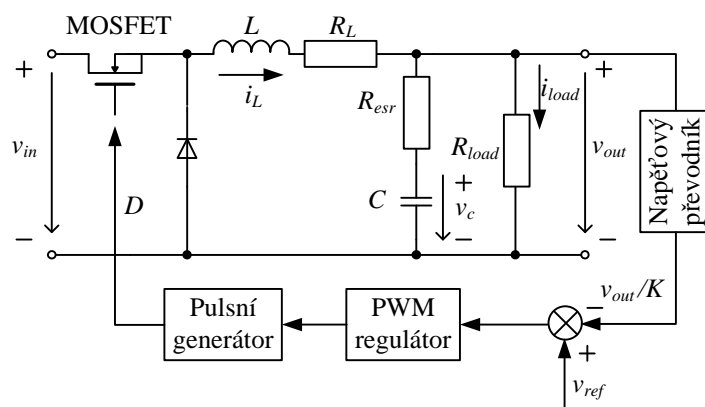 MOSFET
L
R_L
+
i_L
R_esr
i_load
+
v_in
R_load
v_out
Napěťový
převodník
D
C
+
v_c
−
−
−
Pulsní
generátor
PWM
regulátor
−
v_out/K
+
v_ref